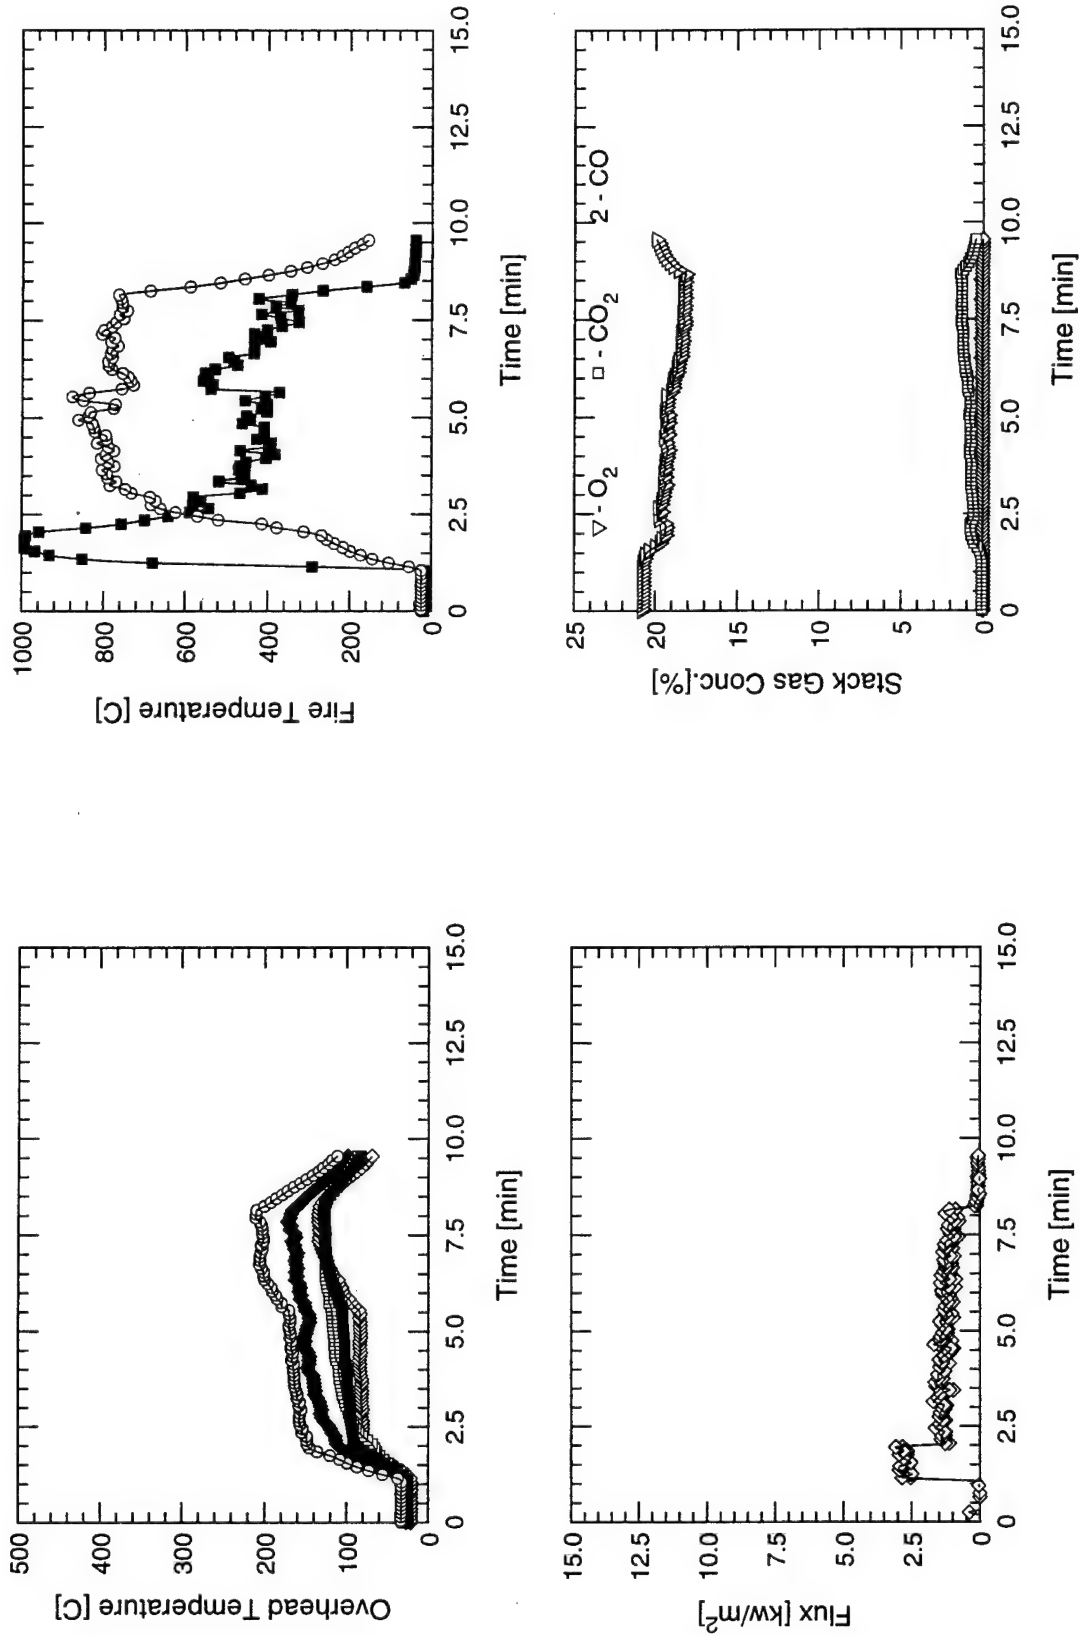 Overhead Temperature [C]
500
400
300
200
100
0
0 2.5 5.0 7.5 10.0 12.5 15.0
Time [min]
Fire Temperature [C]
1000
800
600
400
200
0
0 2.5 5.0 7.5 10.0 12.5 15.0
Time [min]
Flux [kw/m²]
15.0
12.5
10.0
7.5
5.0
2.5
0
0 2.5 5.0 7.5 10.0 12.5 15.0
Time [min]
Stack Gas Conc.[%]
25
20
15
10
5
0
▽ - O₂ □ - CO₂ 2 - CO
0 2.5 5.0 7.5 10.0 12.5 15.0
Time [min]